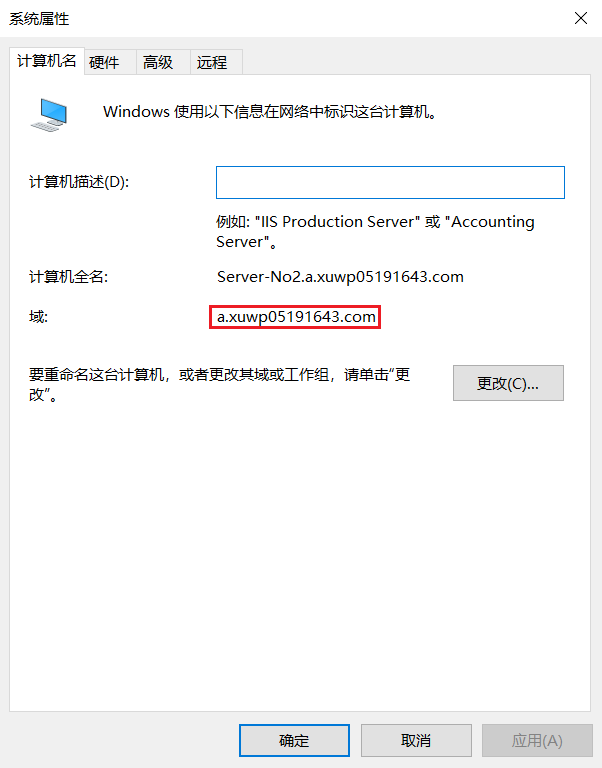 系统属性
计算机名 硬件 高级 远程
Windows 使用以下信息在网络中标识这台计算机。
计算机描述(D):
例如: "IIS Production Server" 或 "Accounting
Server"。
计算机全名: Server-No2.a.xuwp05191643.com
域: a.xuwp05191643.com
要重命名这台计算机，或者更改其域或工作组，请单击“更
改”。
更改(C)...
确定 取消 应用(A)